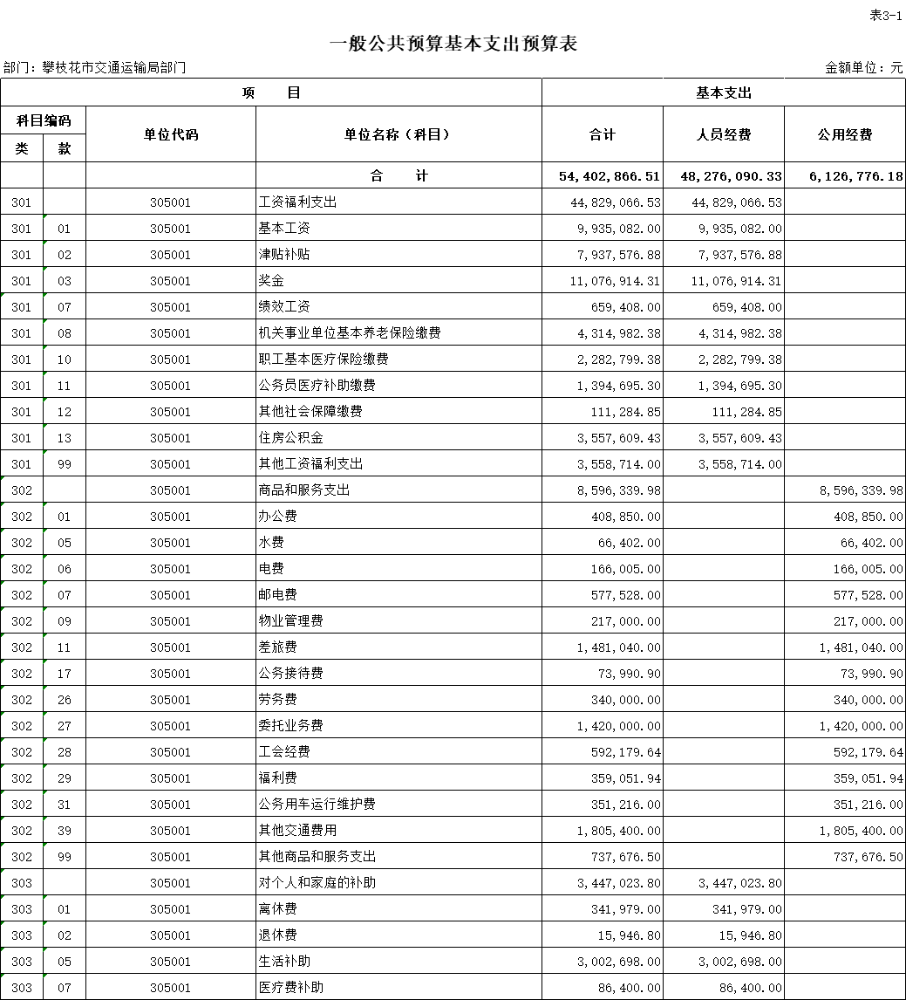 表3-1
一般公共预算基本支出预算表
部门：攀枝花市交通运输局部门 金额单位：元
项 目 基本支出
科目编码 单位代码 单位名称（科目） 合计 人员经费 公用经费
类 款
合 计 54,402,866.51 48,276,090.33 6,126,776.18
301 305001 工资福利支出 44,829,066.53 44,829,066.53
301 01 305001 基本工资 9,935,082.00 9,935,082.00
301 02 305001 津贴补贴 7,937,576.88 7,937,576.88
301 03 305001 奖金 11,076,914.31 11,076,914.31
301 07 305001 绩效工资 659,408.00 659,408.00
301 08 305001 机关事业单位基本养老保险缴费 4,314,982.38 4,314,982.38
301 10 305001 职工基本医疗保险缴费 2,282,799.38 2,282,799.38
301 11 305001 公务员医疗补助缴费 1,394,695.30 1,394,695.30
301 12 305001 其他社会保障缴费 111,284.85 111,284.85
301 13 305001 住房公积金 3,557,609.43 3,557,609.43
301 99 305001 其他工资福利支出 3,558,714.00 3,558,714.00
302 305001 商品和服务支出 8,596,339.98 8,596,339.98
302 01 305001 办公费 408,850.00 408,850.00
302 05 305001 水费 66,402.00 66,402.00
302 06 305001 电费 166,005.00 166,005.00
302 07 305001 邮电费 577,528.00 577,528.00
302 09 305001 物业管理费 217,000.00 217,000.00
302 11 305001 差旅费 1,481,040.00 1,481,040.00
302 17 305001 公务接待费 73,990.90 73,990.90
302 26 305001 劳务费 340,000.00 340,000.00
302 27 305001 委托业务费 1,420,000.00 1,420,000.00
302 28 305001 工会经费 592,179.64 592,179.64
302 29 305001 福利费 359,051.94 359,051.94
302 31 305001 公务用车运行维护费 351,216.00 351,216.00
302 39 305001 其他交通费用 1,805,400.00 1,805,400.00
302 99 305001 其他商品和服务支出 737,676.50 737,676.50
303 305001 对个人和家庭的补助 3,447,023.80 3,447,023.80
303 01 305001 离休费 341,979.00 341,979.00
303 02 305001 退休费 15,946.80 15,946.80
303 05 305001 生活补助 3,002,698.00 3,002,698.00
303 07 305001 医疗费补助 86,400.00 86,400.00